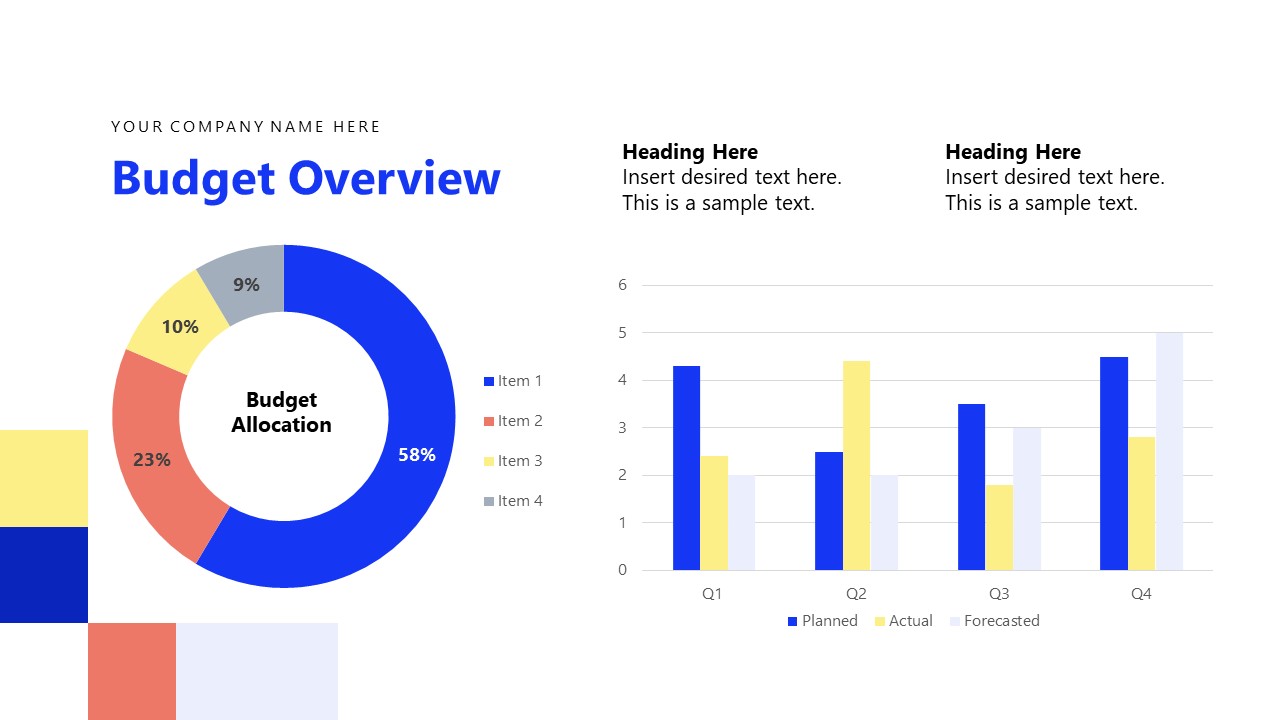 YOUR COMPANY NAME HERE
Budget Overview
Heading Here
Insert desired text here.
This is a sample text.
Heading Here
Insert desired text here.
This is a sample text.
9%
10%
23%
58%
Budget
Allocation
Item 1
Item 2
Item 3
Item 4
6
5
4
3
2
1
0
Q1 Q2 Q3 Q4
Planned Actual Forecasted